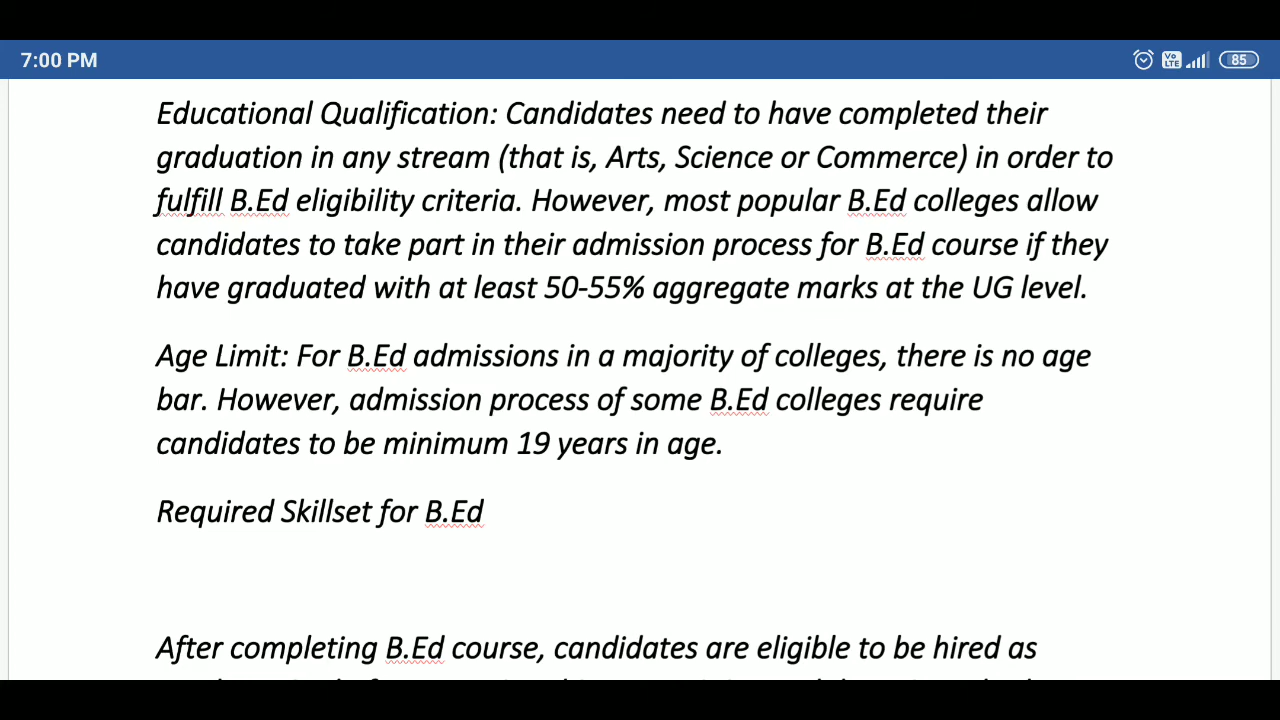 7:00 PM
Vo LTE
85
Educational Qualification: Candidates need to have completed their
graduation in any stream (that is, Arts, Science or Commerce) in order to
fulfill B.Ed eligibility criteria. However, most popular B.Ed colleges allow
candidates to take part in their admission process for B.Ed course if they
have graduated with at least 50-55% aggregate marks at the UG level.
Age Limit: For B.Ed admissions in a majority of colleges, there is no age
bar. However, admission process of some B.Ed colleges require
candidates to be minimum 19 years in age.
Required Skillset for B.Ed
After completing B.Ed course, candidates are eligible to be hired as